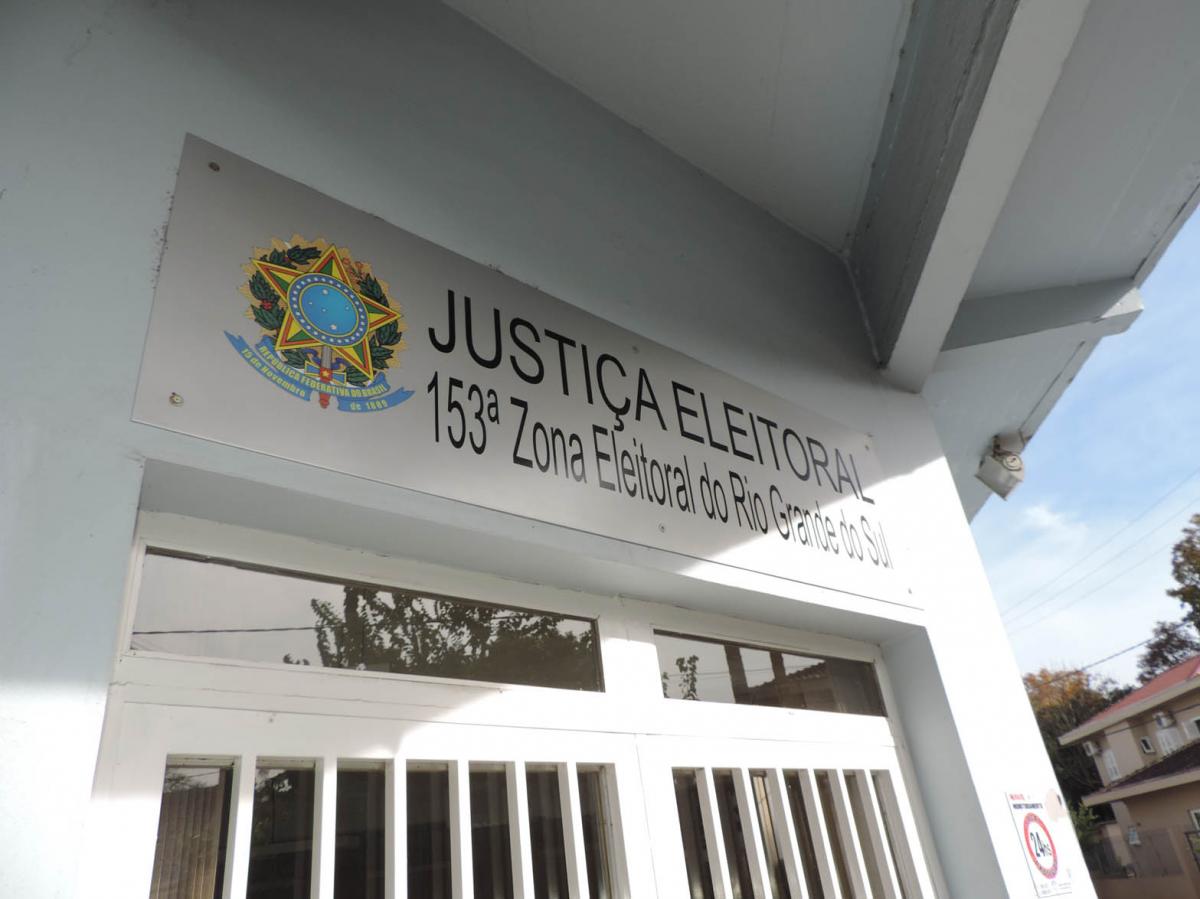 JUSTIÇA ELEITORAL
153ª Zona Eleitoral do Rio Grande do Sul
REPÚBLICA FEDERATIVA DO BRASIL
15 de Novembro de 1889
24hs